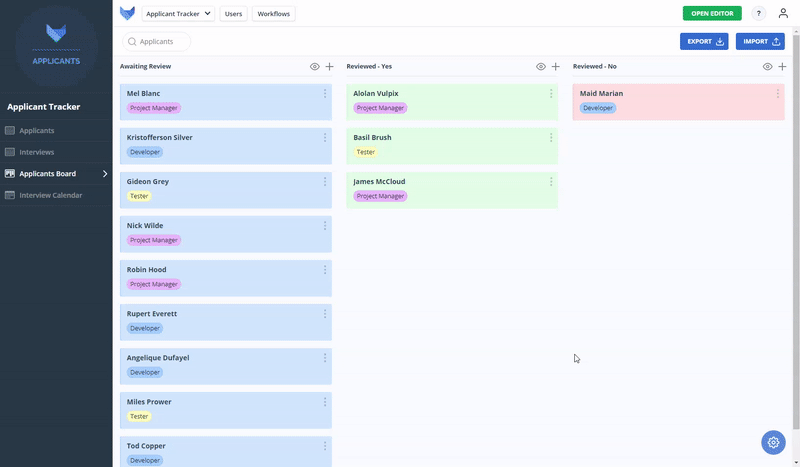 Applicant Tracker
Users
Workflows
OPEN EDITOR
?
APPLICANTS
Applicants
EXPORT
IMPORT
Applicant Tracker
Applicants
Interviews
Applicants Board
Interview Calendar
Awaiting Review
Mel Blanc
Project Manager
Kristofferson Silver
Developer
Gideon Grey
Tester
Nick Wilde
Project Manager
Robin Hood
Project Manager
Rupert Everett
Developer
Angelique Dufayel
Developer
Miles Prower
Tester
Tod Copper
Developer
Reviewed - Yes
Alolan Vulpix
Project Manager
Basil Brush
Tester
James McCloud
Project Manager
Reviewed - No
Maid Marian
Developer